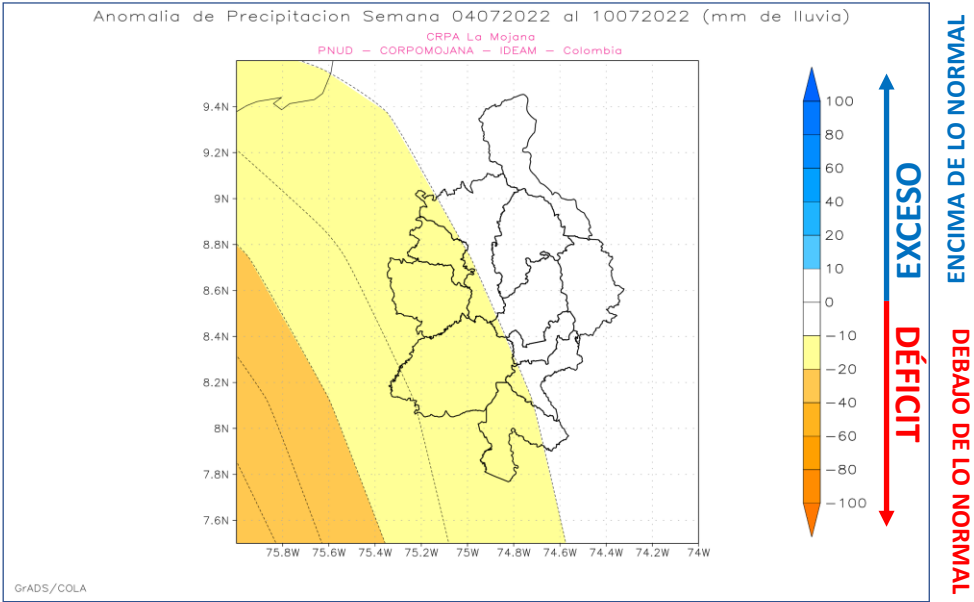 Anomalia de Precipitacion Semana 04072022 al 10072022 (mm de lluvia)
CRPA La Mojana
PNUD − CORPOMOJANA − IDEAM − Colombia
9.4N
9.2N
9N
8.8N
8.6N
8.4N
8.2N
8N
7.8N
7.6N
75.8W 75.6W 75.4W 75.2W 75W 74.8W 74.6W 74.4W 74.2W 74W
100
80
60
40
20
10
0
−10
−20
−40
−60
−80
−100
EXCESO
DÉFICIT
ENCIMA DE LO NORMAL
DEBAJO DE LO NORMAL
GrADS/COLA